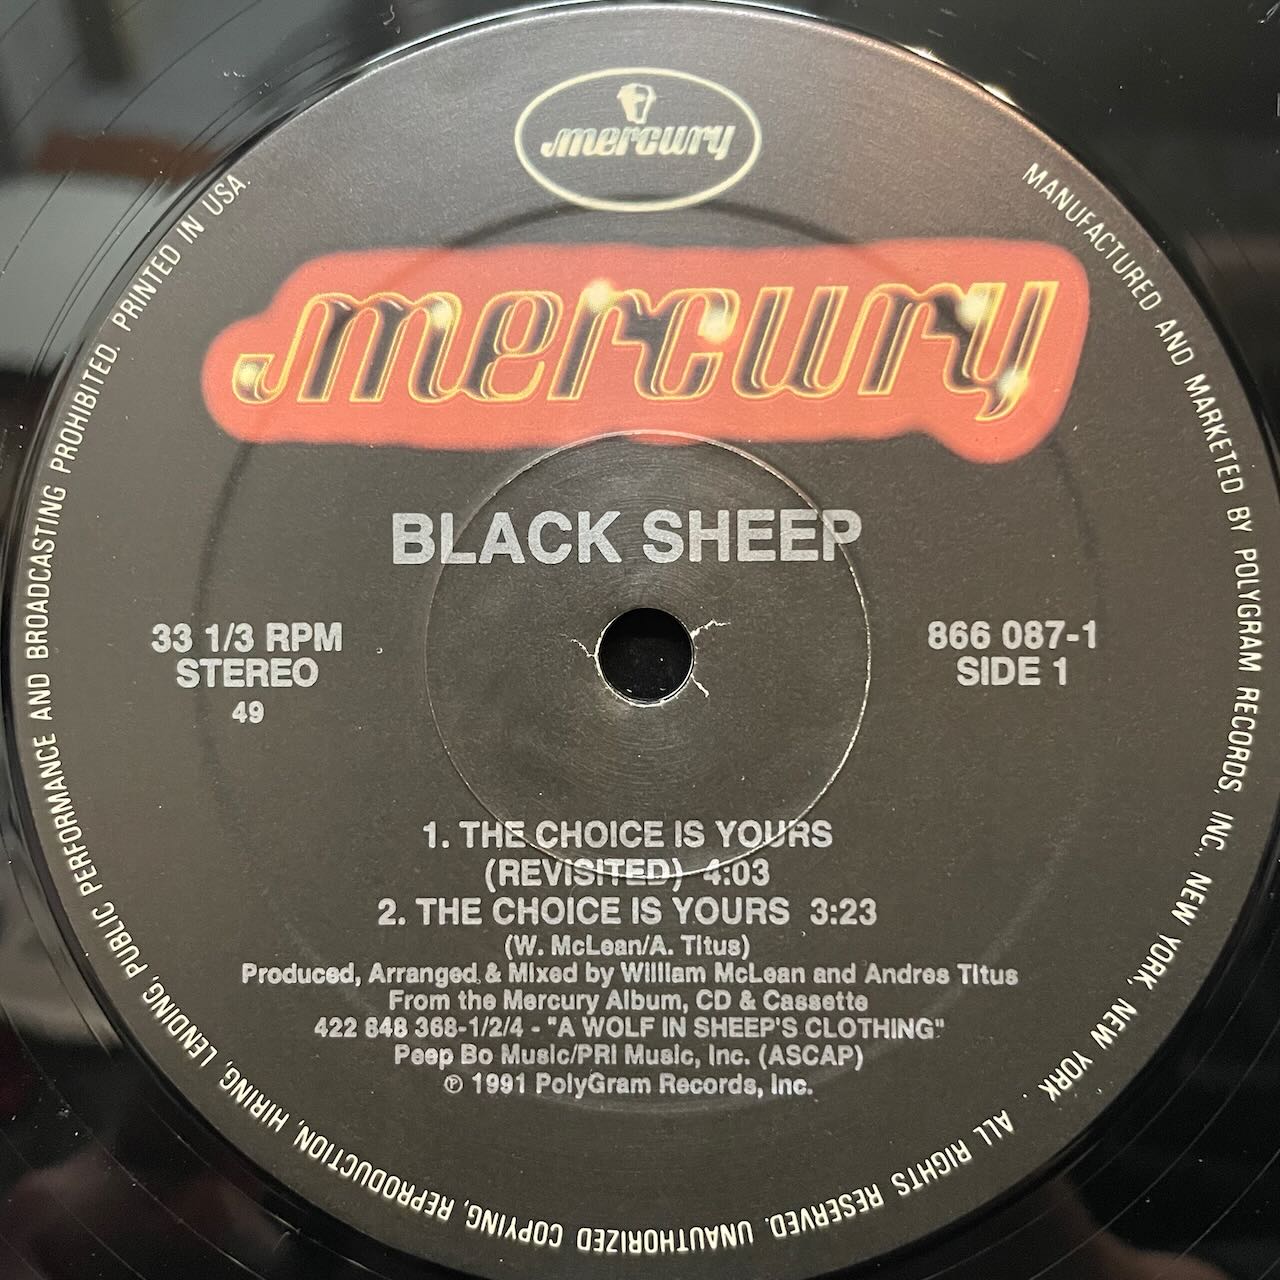 mercury
mercury
BLACK SHEEP
33 1/3 RPM
STEREO
49
866 087-1
SIDE 1
1. THE CHOICE IS YOURS
(REVISITED) 4:03
2. THE CHOICE IS YOURS 3:23
(W. McLean/A. Titus)
Produced, Arranged & Mixed by William McLean and Andres Titus
From the Mercury Album, CD & Cassette
422 848 368-1/2/4 - "A WOLF IN SHEEP'S CLOTHING"
Peep Bo Music/PRI Music, Inc. (ASCAP)
℗ 1991 PolyGram Records, Inc.
MANUFACTURED AND MARKETED BY POLYGRAM RECORDS, INC., NEW YORK, NEW YORK. ALL RIGHTS RESERVED. UNAUTHORIZED COPYING, REPRODUCTION, HIRING, LENDING, PUBLIC PERFORMANCE AND BROADCASTING PROHIBITED. PRINTED IN USA.